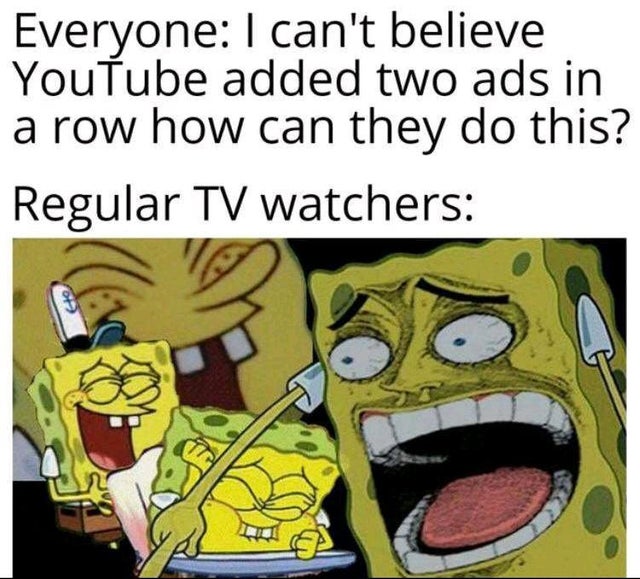 Everyone: I can't believe
YouTube added two ads in
a row how can they do this?
Regular TV watchers: